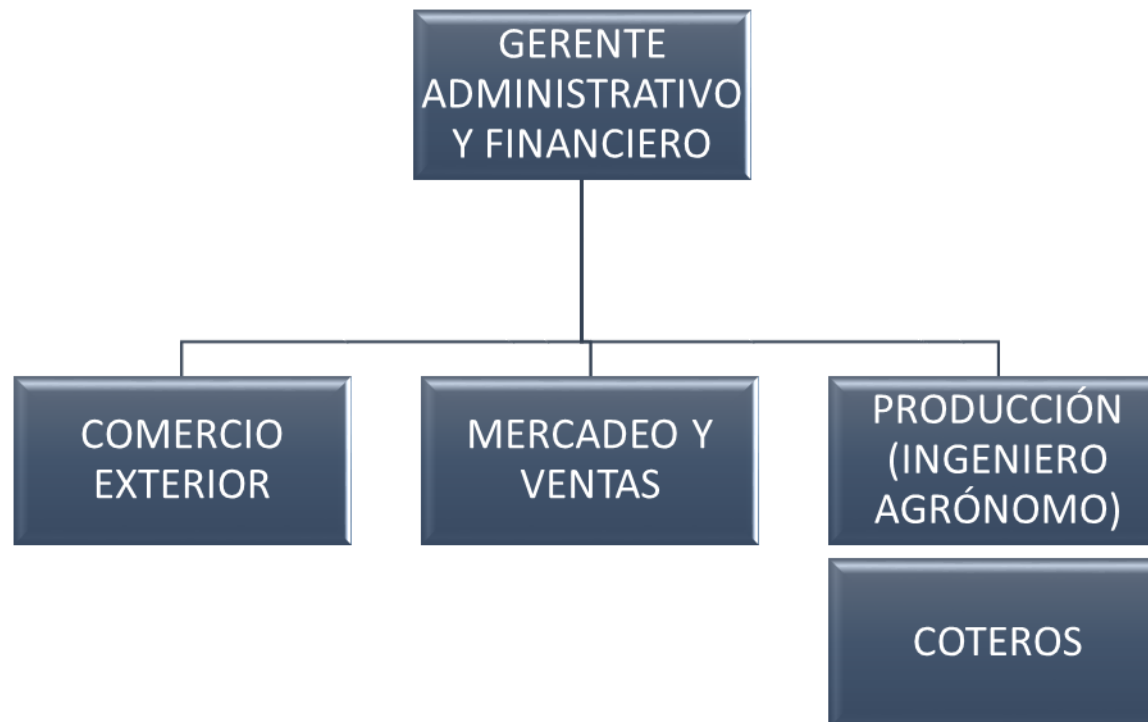 GERENTE
ADMINISTRATIVO
Y FINANCIERO
COMERCIO
EXTERIOR
MERCADEO Y
VENTAS
PRODUCCIÓN
(INGENIERO
AGRÓNOMO)
COTEROS